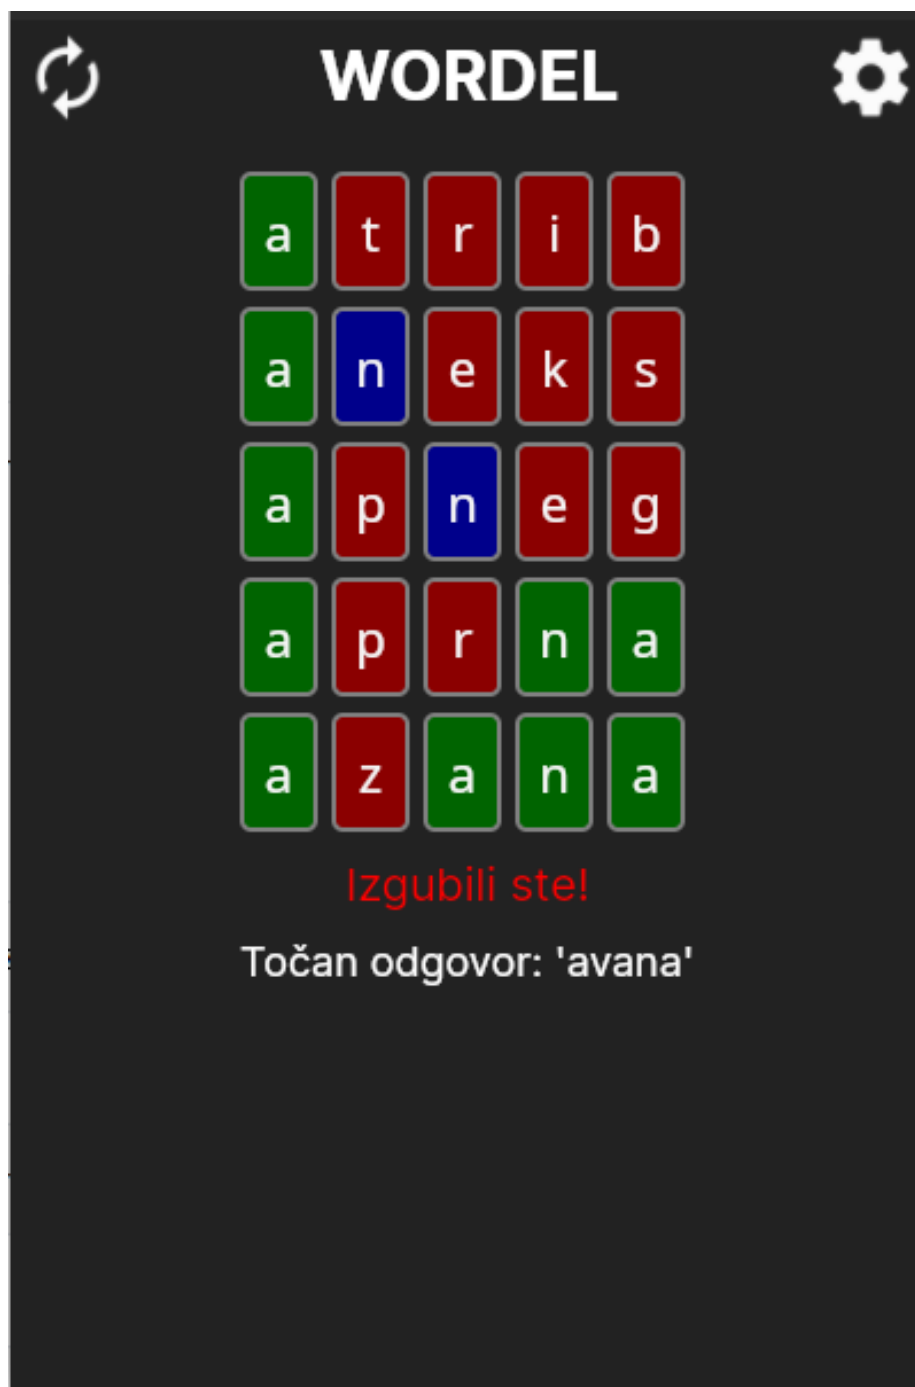 WORDEL
a t r i b
a n e k s
a p n e g
a p r n a
a z a n a
Izgubili ste!
Točan odgovor: 'avana'